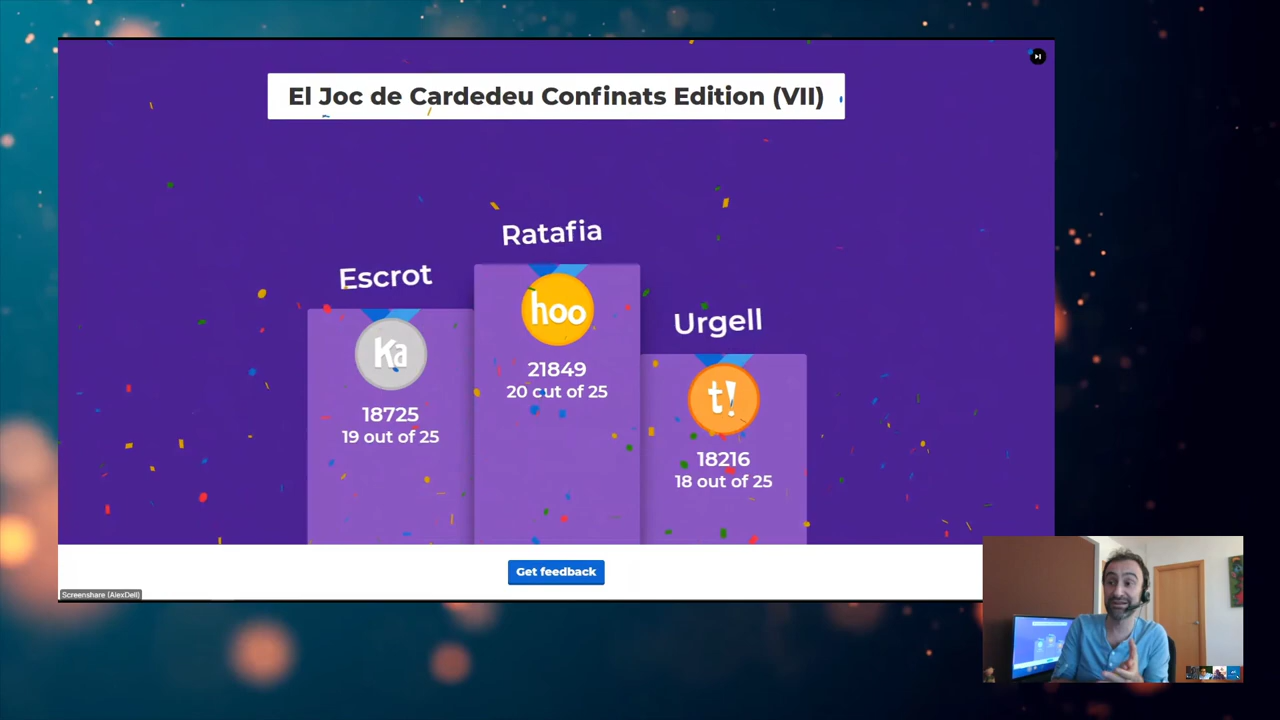 El Joc de Cardedeu Confinats Edition (VII)
Ratafia
Escrot
Urgell
hoo
Ka
t!
21849
20 out of 25
18725
19 out of 25
18216
18 out of 25
Get feedback
Screenshare (AlexDell)